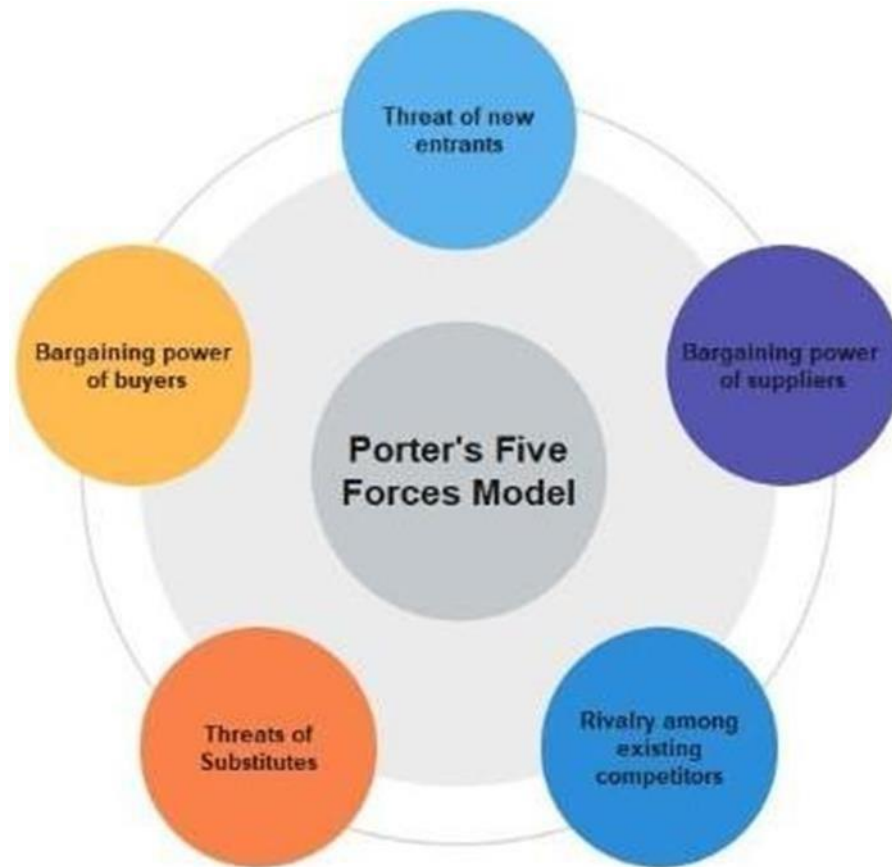 Threat of new
entrants
Bargaining power
of buyers
Bargaining power
of suppliers
Porter's Five
Forces Model
Threats of
Substitutes
Rivalry among
existing
competitors